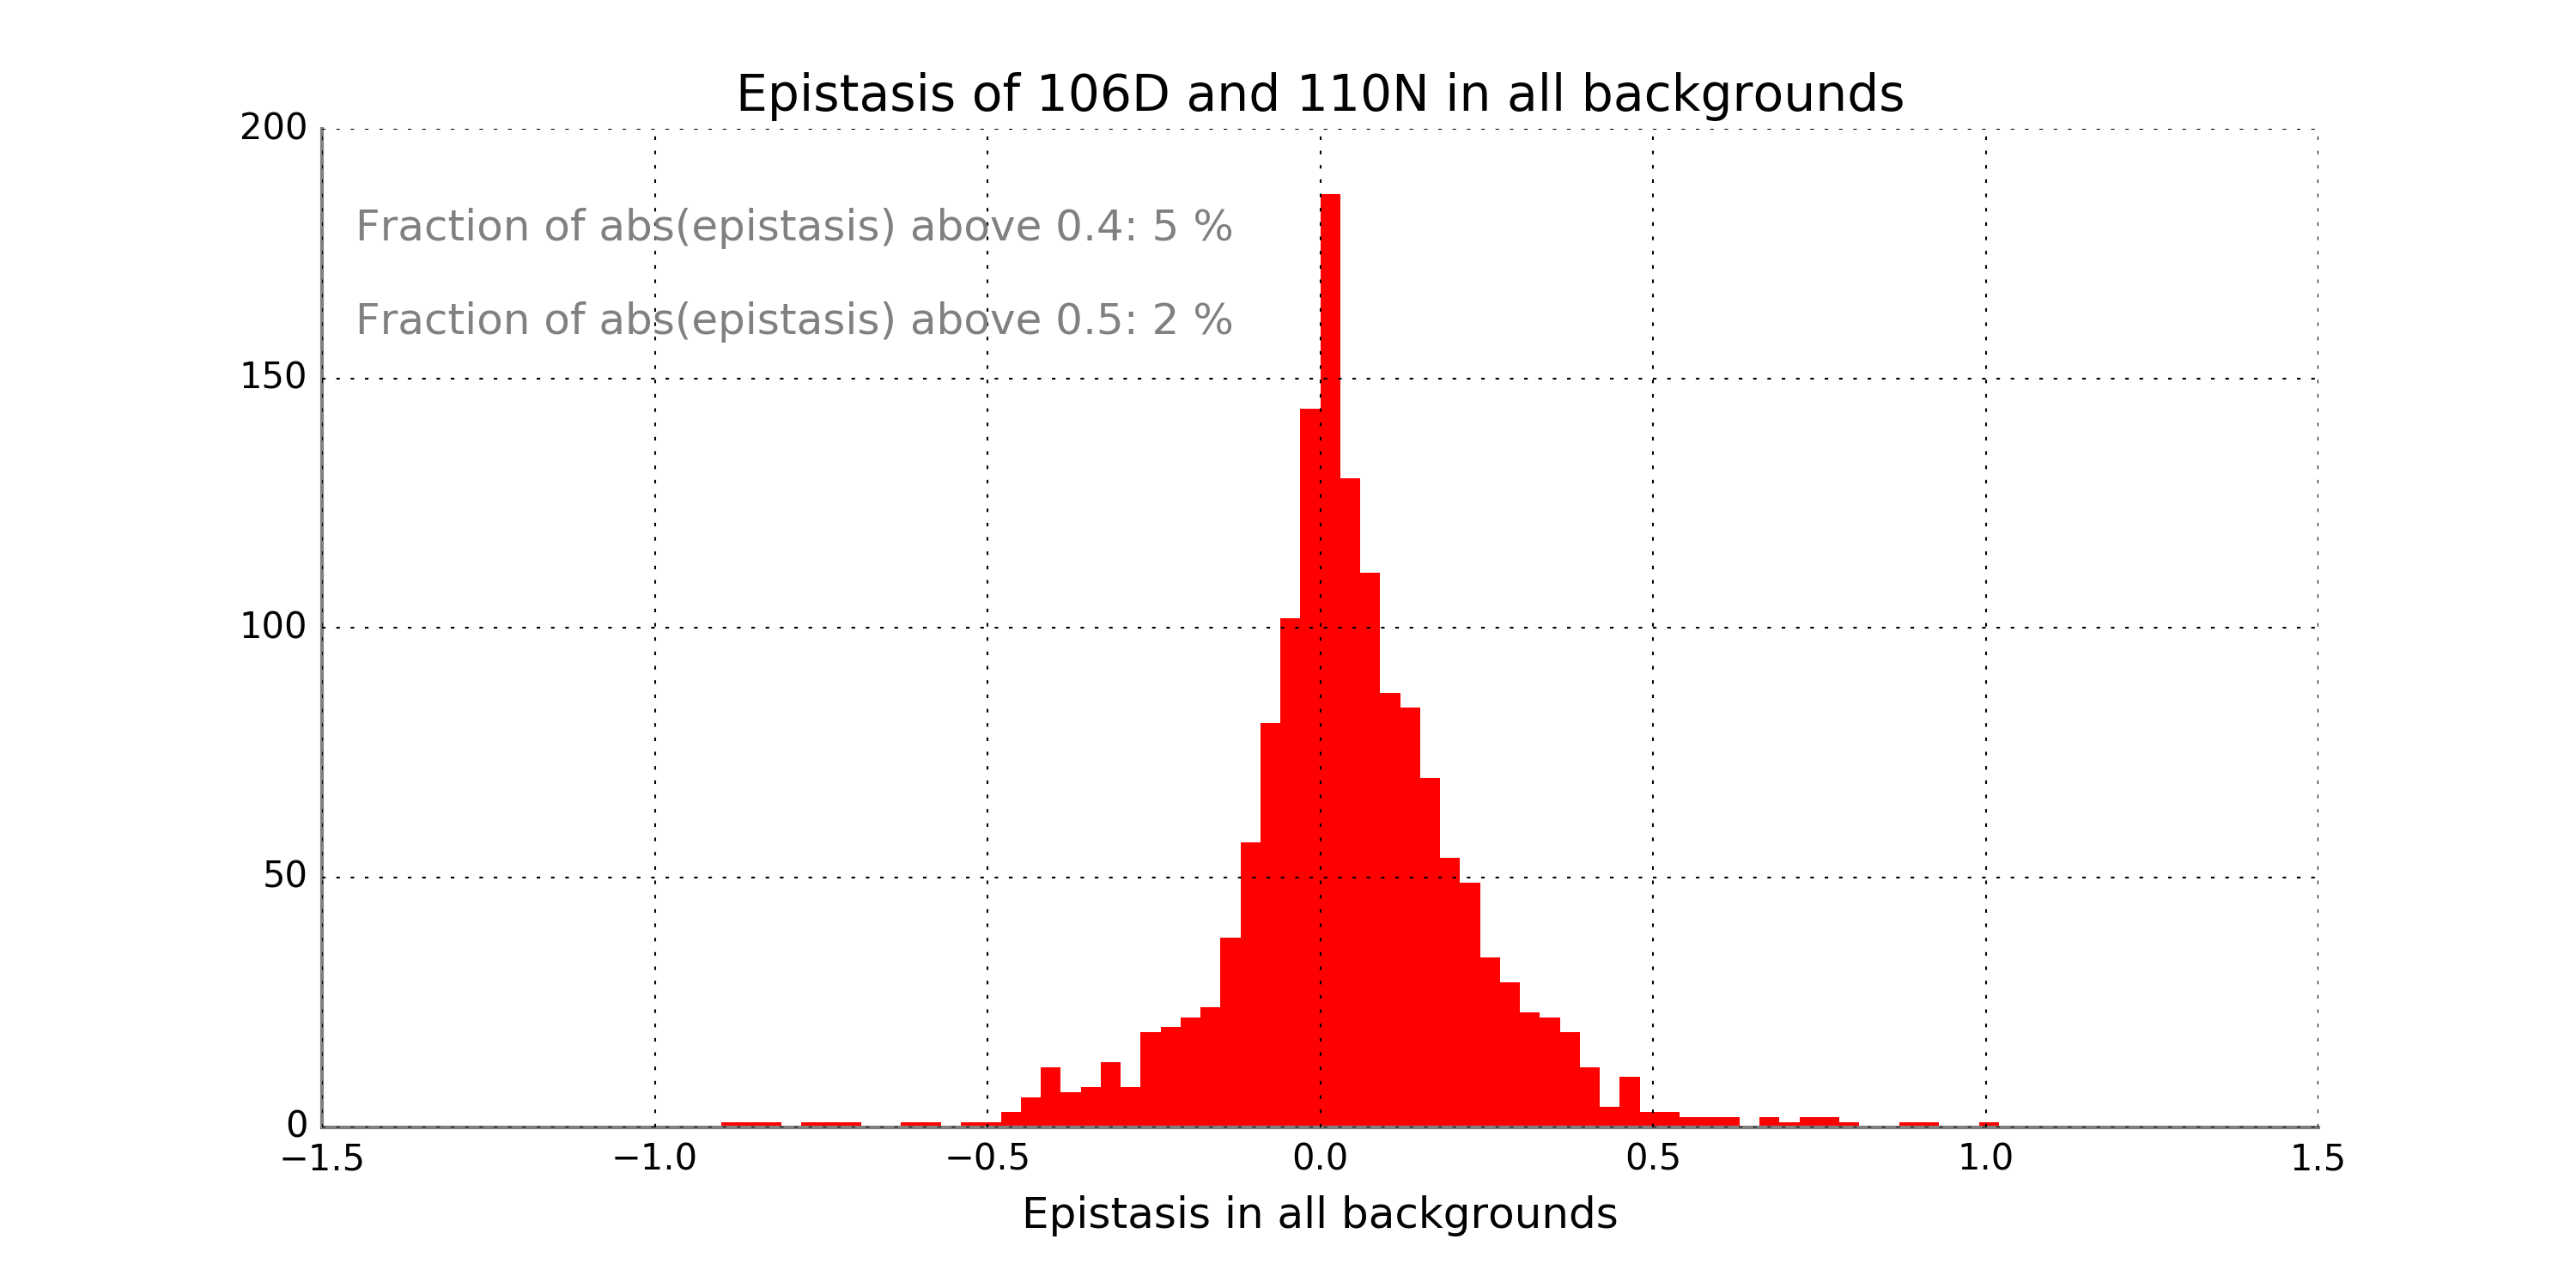 Epistasis of 106D and 110N in all backgrounds
200
Fraction of abs(epistasis) above 0.4: 5 %
Fraction of abs(epistasis) above 0.5: 2 %
150
100
50
0
−1.5 −1.0 −0.5 0.0 0.5 1.0 1.5
Epistasis in all backgrounds